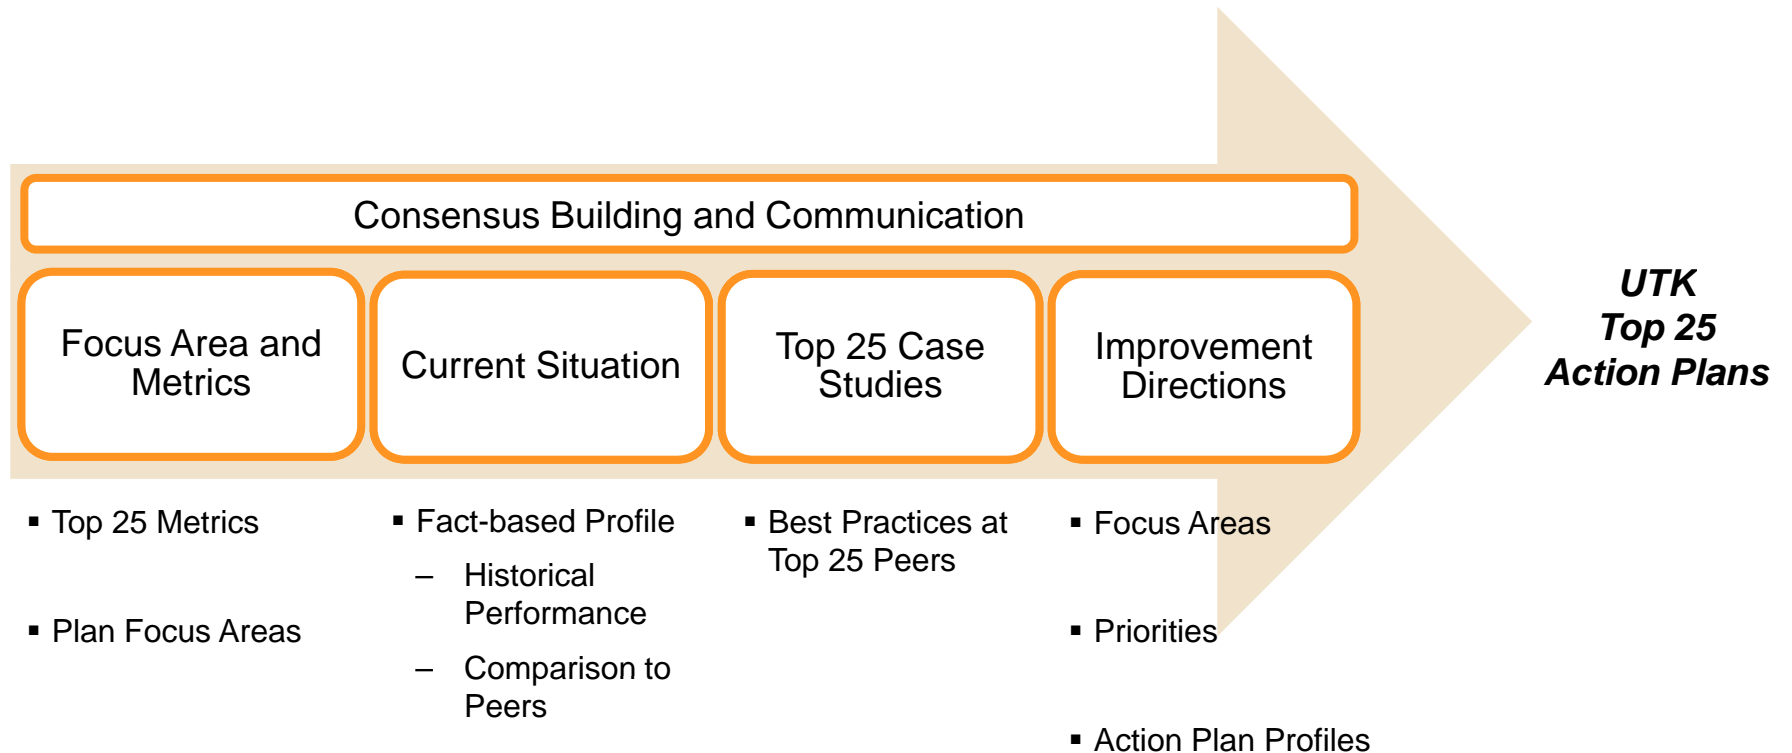 Consensus Building and Communication
Focus Area and
Metrics
Current Situation
Top 25 Case
Studies
Improvement
Directions
UTK
Top 25
Action Plans
▪ Top 25 Metrics
▪ Plan Focus Areas
▪ Fact-based Profile
– Historical
Performance
– Comparison to
Peers
▪ Best Practices at
Top 25 Peers
▪ Focus Areas
▪ Priorities
▪ Action Plan Profiles